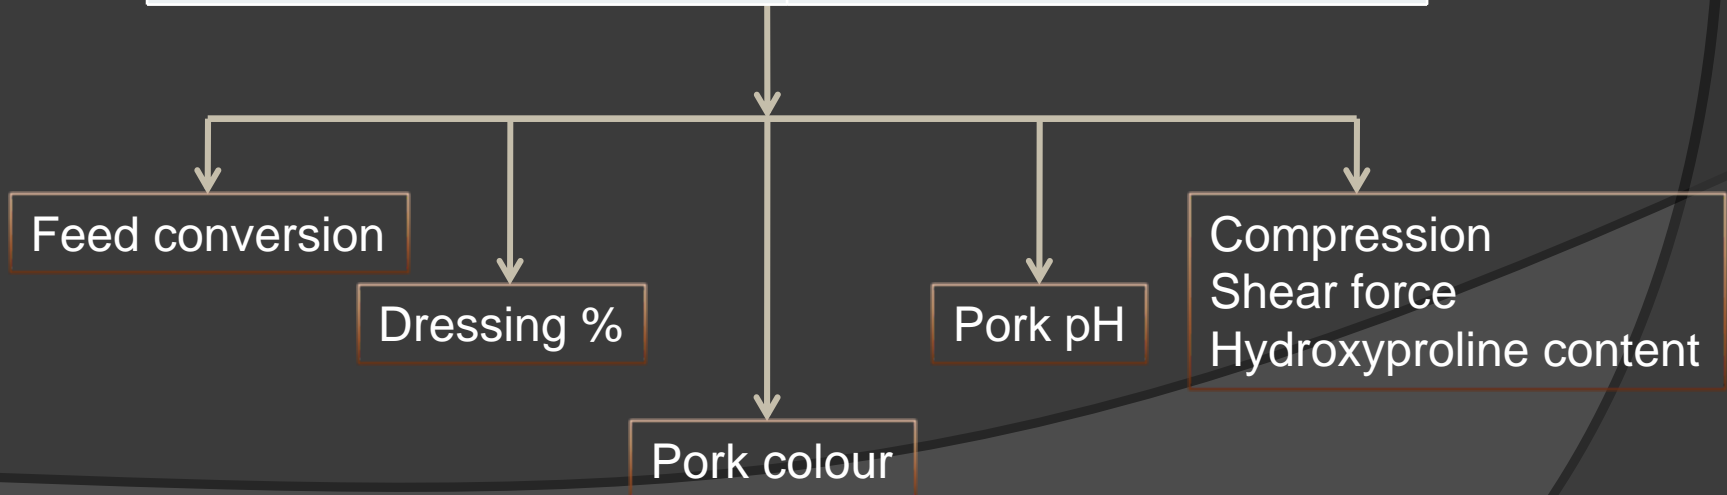 Feed conversion
Dressing %
Pork colour
Pork pH
Compression
Shear force
Hydroxyproline content